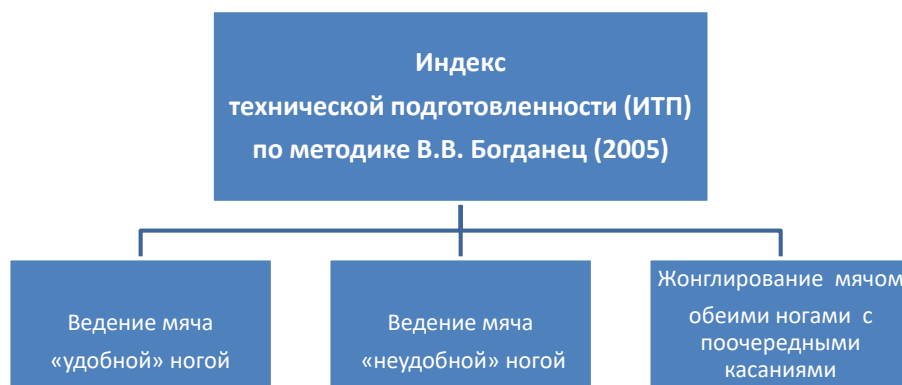 Индекс
технической подготовленности (ИТП)
по методике В.В. Богданец (2005)
Ведение мяча
«удобной» ногой
Ведение мяча
«неудобной» ногой
Жонглирование мячом
обеими ногами с
поочередными
касаниями